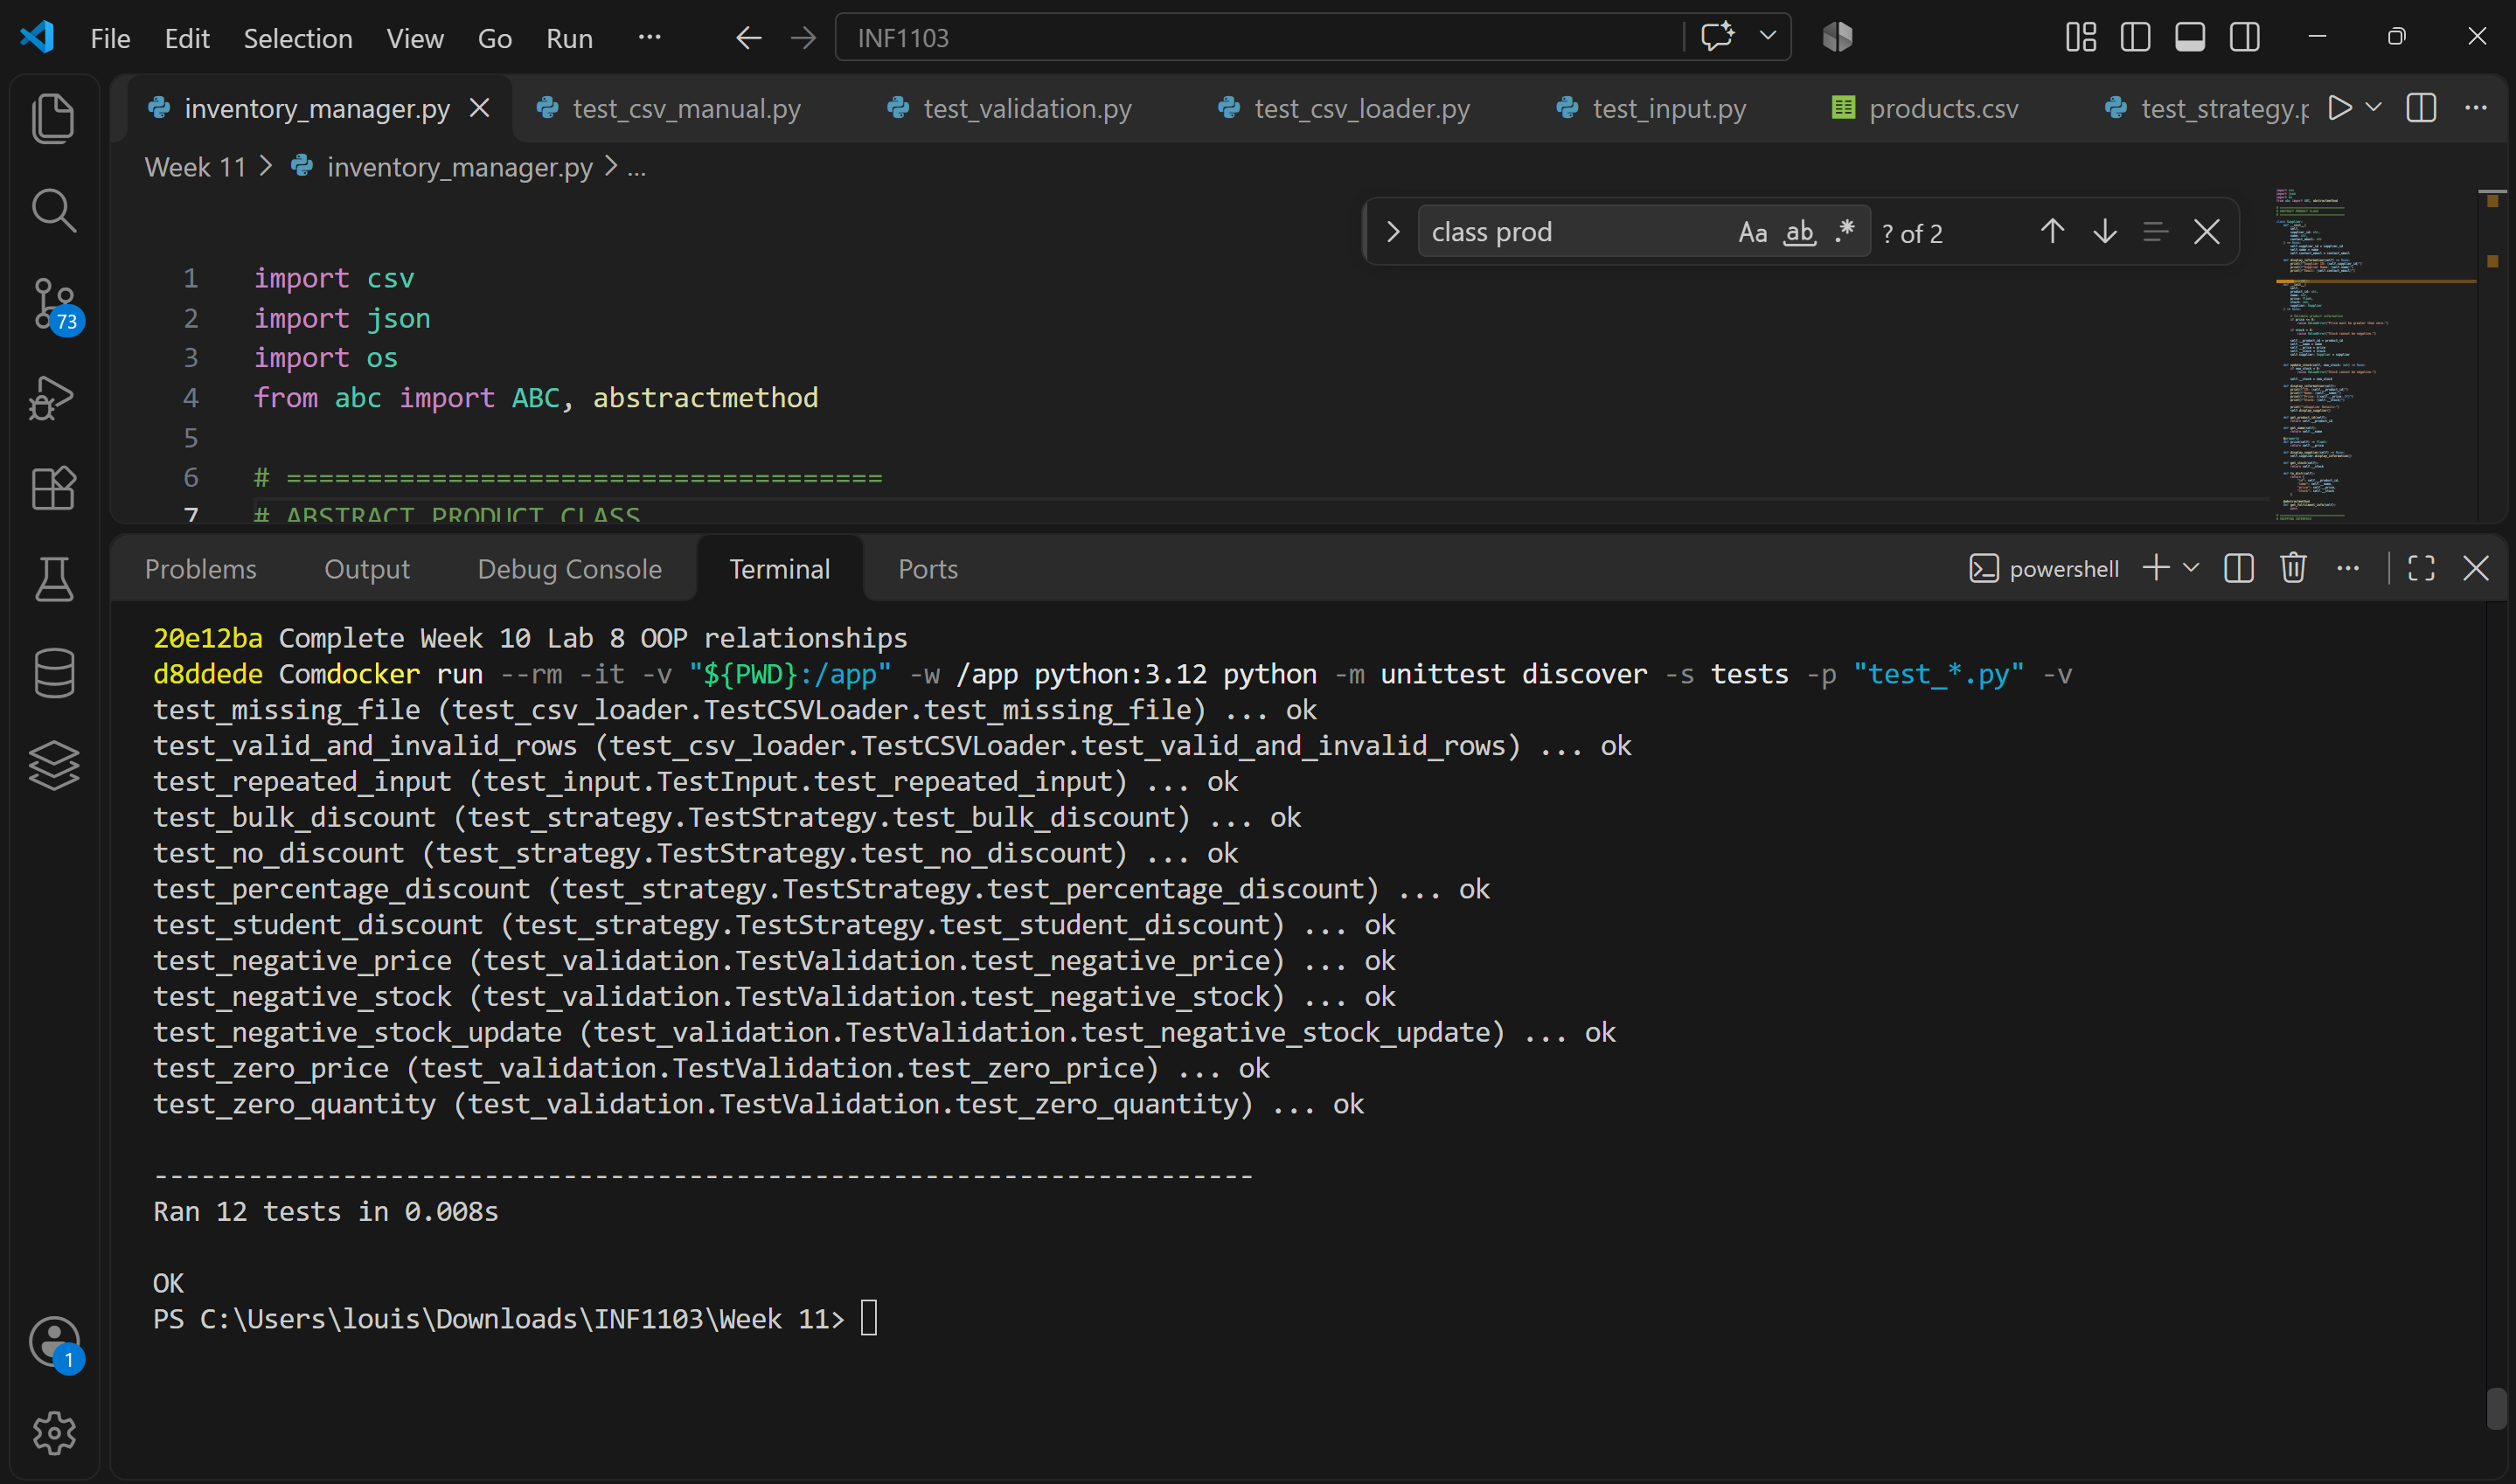 File Edit Selection View Go Run ... INF1103
inventory_manager.py test_csv_manual.py test_validation.py test_csv_loader.py test_input.py products.csv test_strategy.p
Week 11 > inventory_manager.py > ...
class prod Aa ab .* ? of 2
1 import csv
2 import json
3 import os
4 from abc import ABC, abstractmethod
5
6 # =====================================
7 # ABSTRACT PRODUCT CLASS
73
Problems Output Debug Console Terminal Ports powershell
20e12ba Complete Week 10 Lab 8 OOP relationships
d8ddede Comdocker run --rm -it -v "${PWD}:/app" -w /app python:3.12 python -m unittest discover -s tests -p "test_*.py" -v
test_missing_file (test_csv_loader.TestCSVLoader.test_missing_file) ... ok
test_valid_and_invalid_rows (test_csv_loader.TestCSVLoader.test_valid_and_invalid_rows) ... ok
test_repeated_input (test_input.TestInput.test_repeated_input) ... ok
test_bulk_discount (test_strategy.TestStrategy.test_bulk_discount) ... ok
test_no_discount (test_strategy.TestStrategy.test_no_discount) ... ok
test_percentage_discount (test_strategy.TestStrategy.test_percentage_discount) ... ok
test_student_discount (test_strategy.TestStrategy.test_student_discount) ... ok
test_negative_price (test_validation.TestValidation.test_negative_price) ... ok
test_negative_stock (test_validation.TestValidation.test_negative_stock) ... ok
test_negative_stock_update (test_validation.TestValidation.test_negative_stock_update) ... ok
test_zero_price (test_validation.TestValidation.test_zero_price) ... ok
test_zero_quantity (test_validation.TestValidation.test_zero_quantity) ... ok
----------------------------------------------------------------------
Ran 12 tests in 0.008s
OK
PS C:\Users\louis\Downloads\INF1103\Week 11>
1